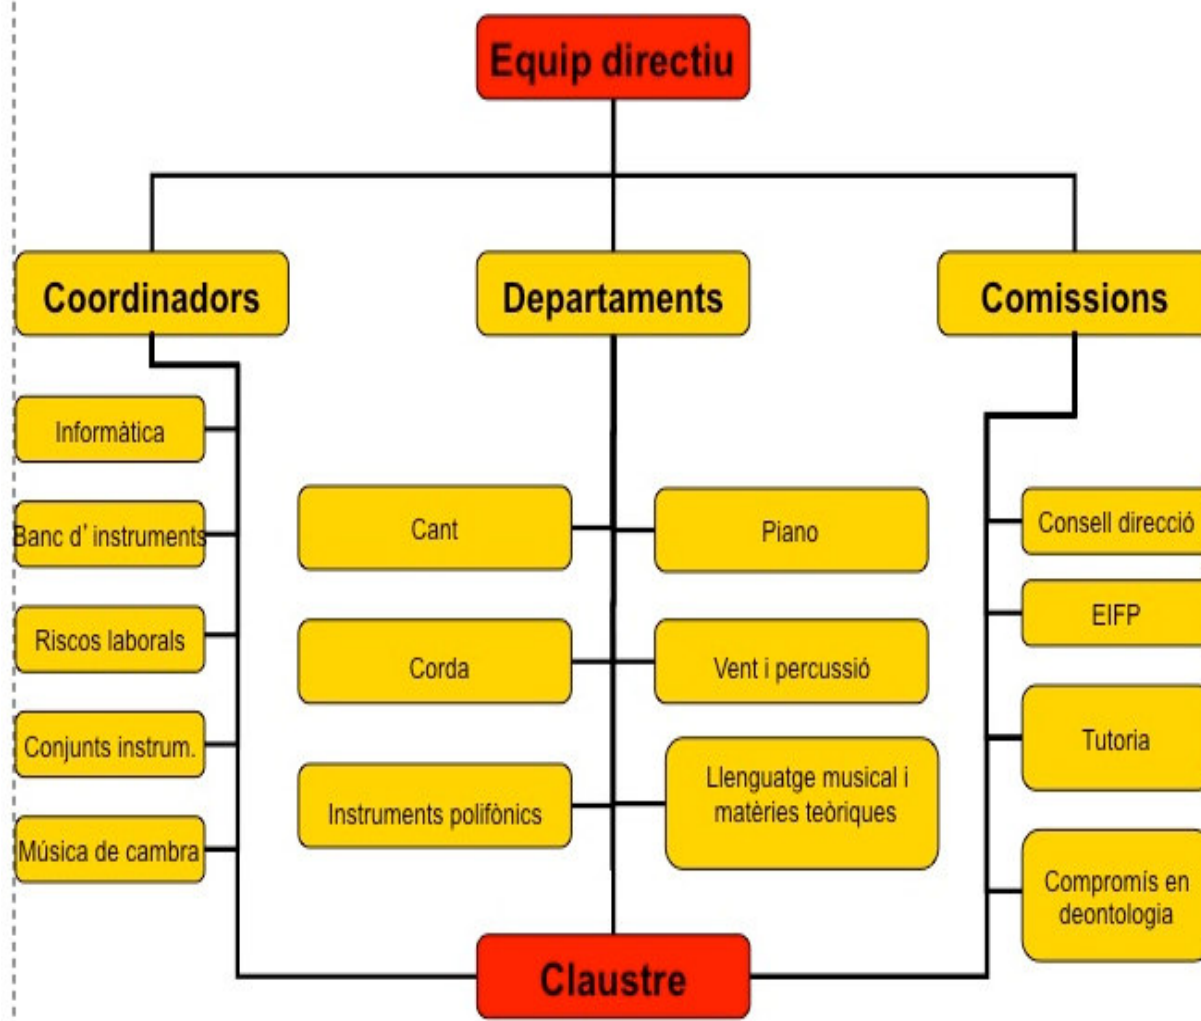 Equip directiu
Coordinadors
Departaments
Comissions
Informàtica
Banc d’ instruments
Riscos laborals
Conjunts instrum.
Música de cambra
Cant
Piano
Corda
Vent i percussió
Instruments polifònics
Llenguatge musical i
matèries teòriques
Consell direcció
EIFP
Tutoria
Compromís en
deontologia
Claustre